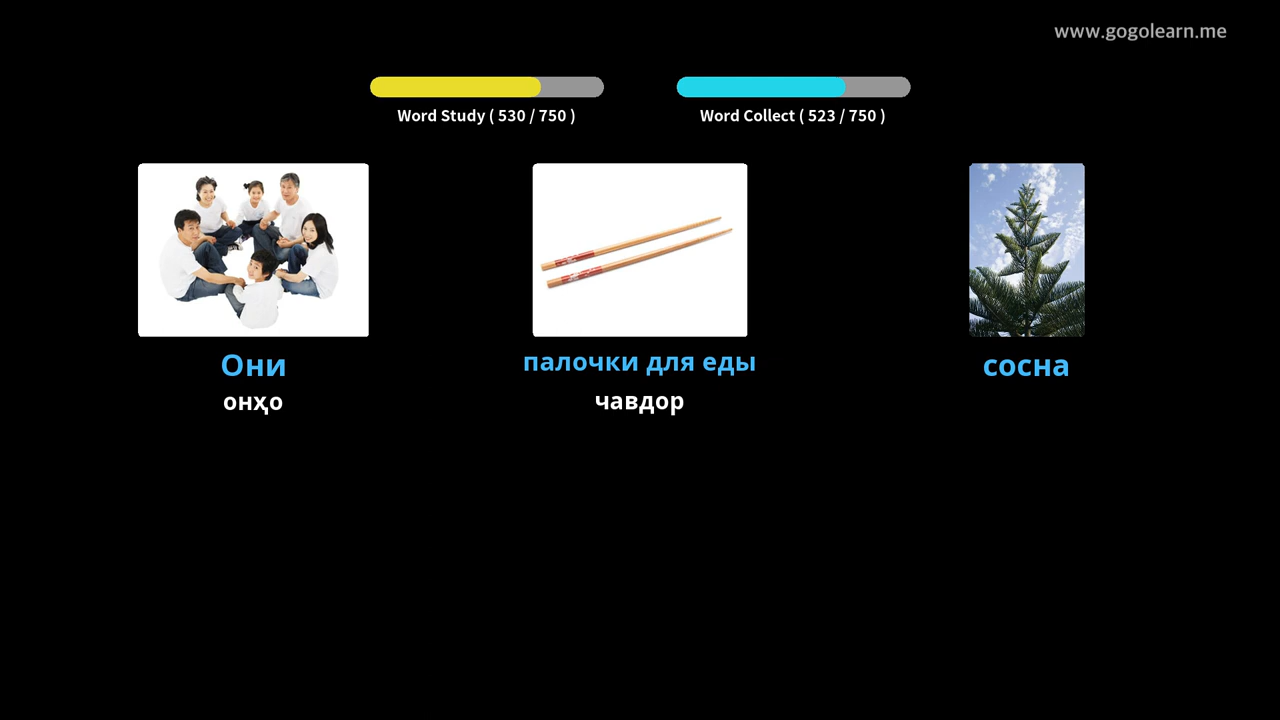 www.gogolearn.me
Word Study ( 530 / 750 )
Word Collect ( 523 / 750 )
Они
онҳо
палочки для еды
чавдор
сосна